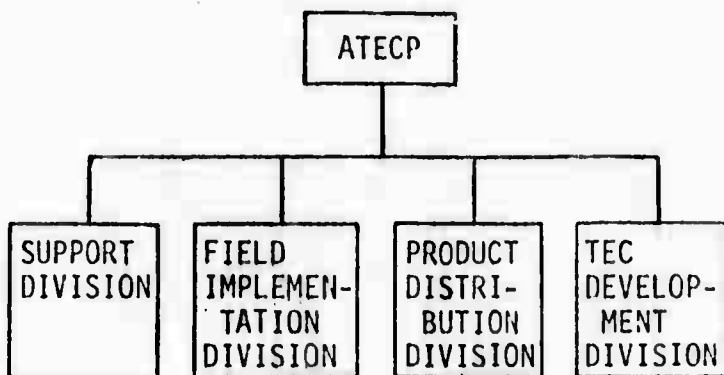 ATECP
SUPPORT
DIVISION
FIELD
IMPLEMEN-
TATION
DIVISION
PRODUCT
DISTRI-
BUTION
DIVISION
TEC
DEVELOP-
MENT
DIVISION